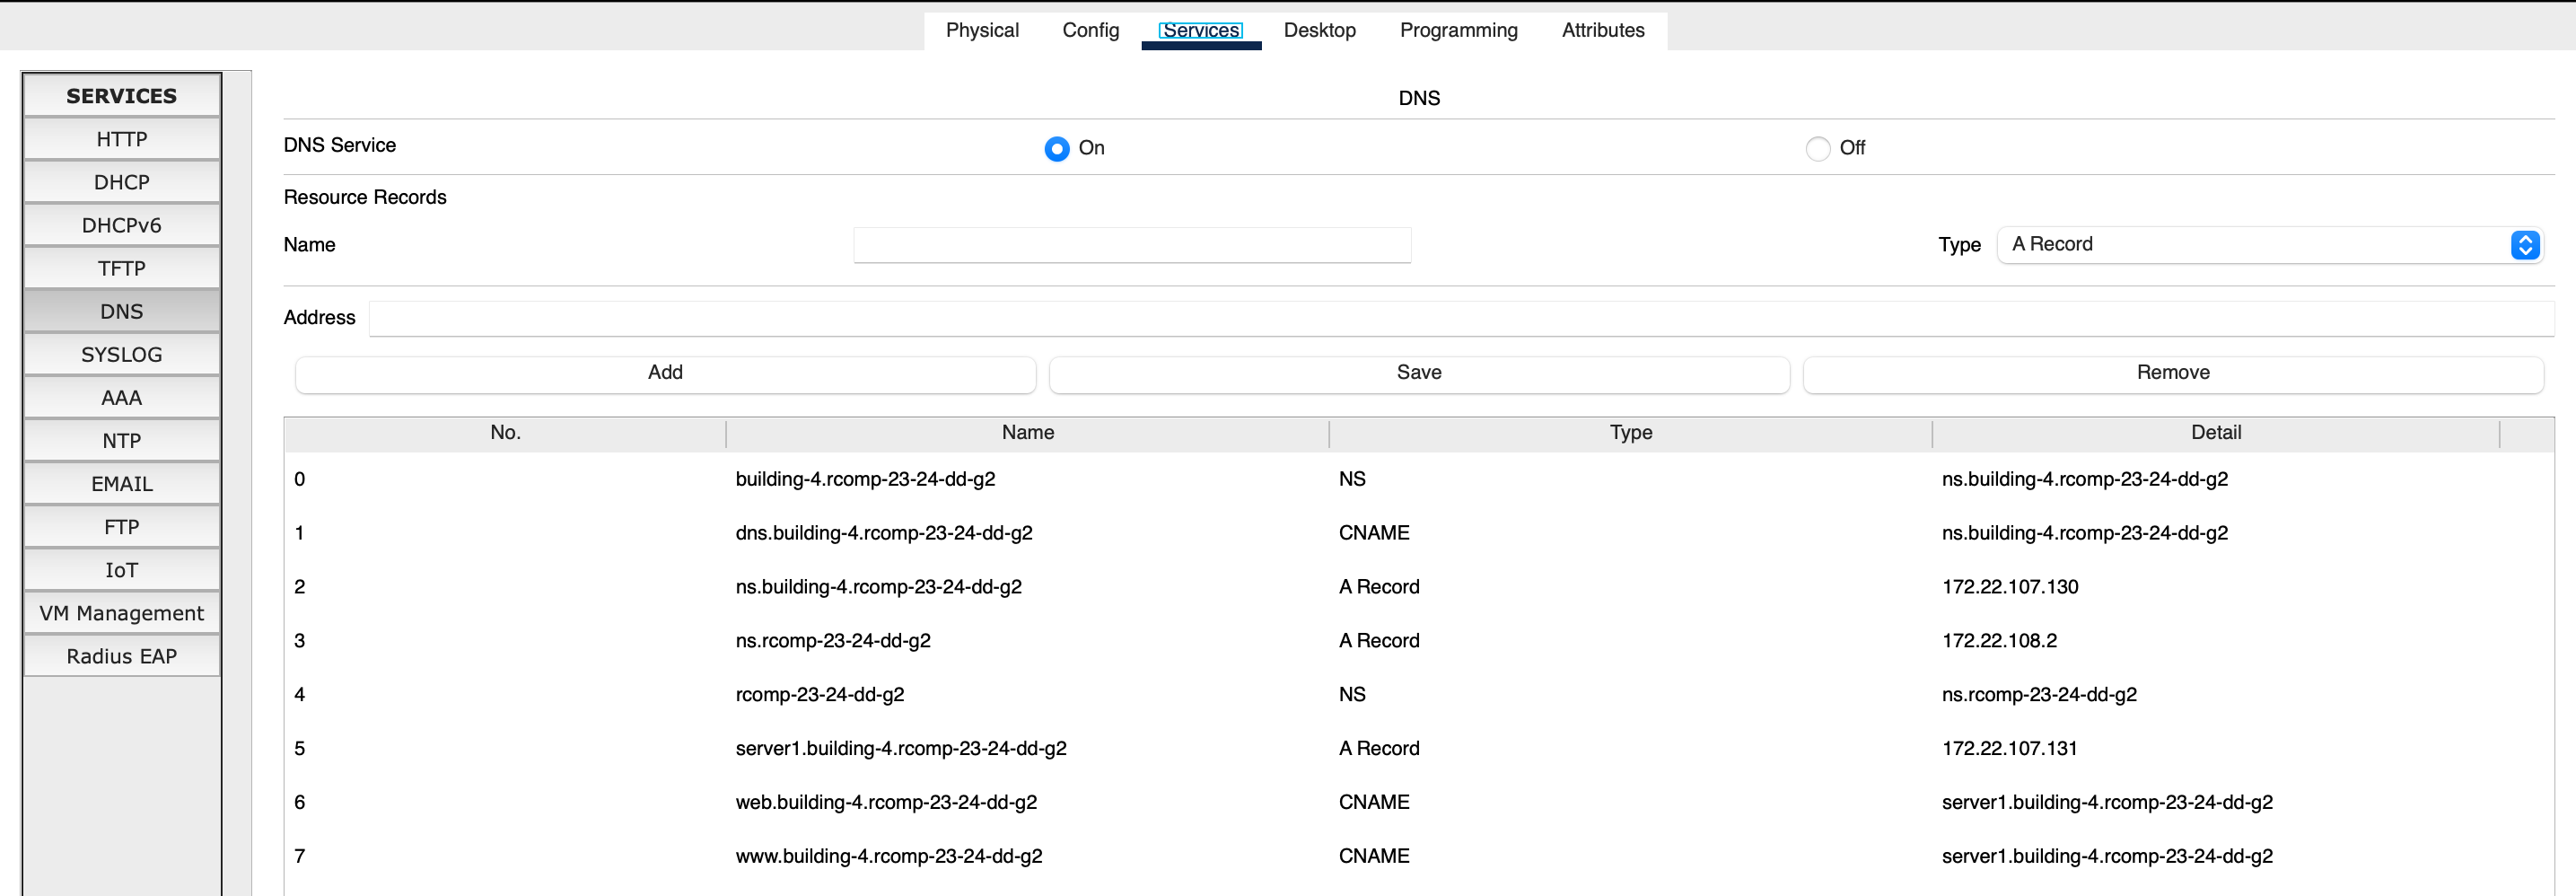 Physical Config Services Desktop Programming Attributes
SERVICES
HTTP
DHCP
DHCPv6
TFTP
DNS
SYSLOG
AAA
NTP
EMAIL
FTP
IoT
VM Management
Radius EAP
DNS
DNS Service On Off
Resource Records
Name Type A Record
Address
Add Save Remove
No. Name Type Detail
0 building-4.rcomp-23-24-dd-g2 NS ns.building-4.rcomp-23-24-dd-g2
1 dns.building-4.rcomp-23-24-dd-g2 CNAME ns.building-4.rcomp-23-24-dd-g2
2 ns.building-4.rcomp-23-24-dd-g2 A Record 172.22.107.130
3 ns.rcomp-23-24-dd-g2 A Record 172.22.108.2
4 rcomp-23-24-dd-g2 NS ns.rcomp-23-24-dd-g2
5 server1.building-4.rcomp-23-24-dd-g2 A Record 172.22.107.131
6 web.building-4.rcomp-23-24-dd-g2 CNAME server1.building-4.rcomp-23-24-dd-g2
7 www.building-4.rcomp-23-24-dd-g2 CNAME server1.building-4.rcomp-23-24-dd-g2